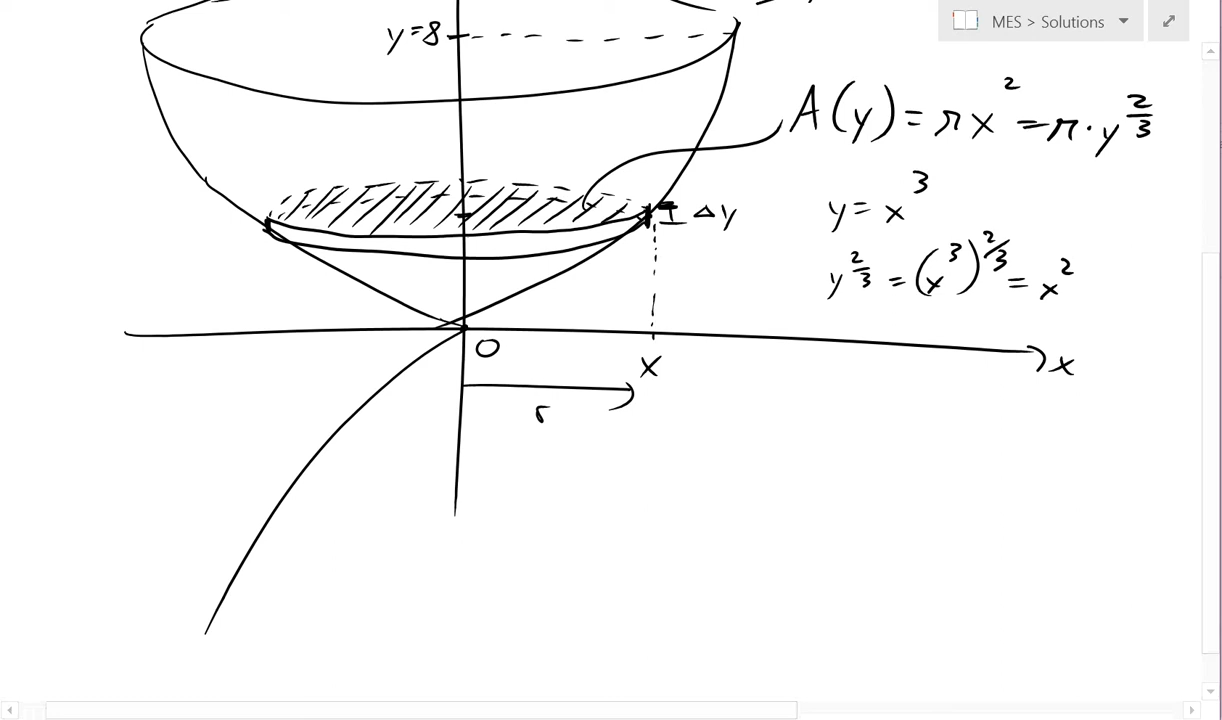 MES > Solutions
y=8
A(y) = πx² = π·y^(2/3)
Δy
y = x³
y^(2/3) = (x³)^(2/3) = x²
O
x
x
r